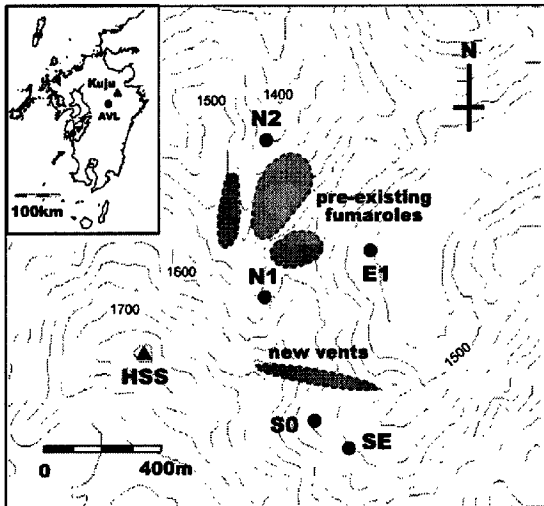 Kuju
AVL
100km
N
1500
1400
N2
pre-existing
fumaroles
1600
N1
E1
1700
HSS
new vents
1500
S0
SE
0
400m